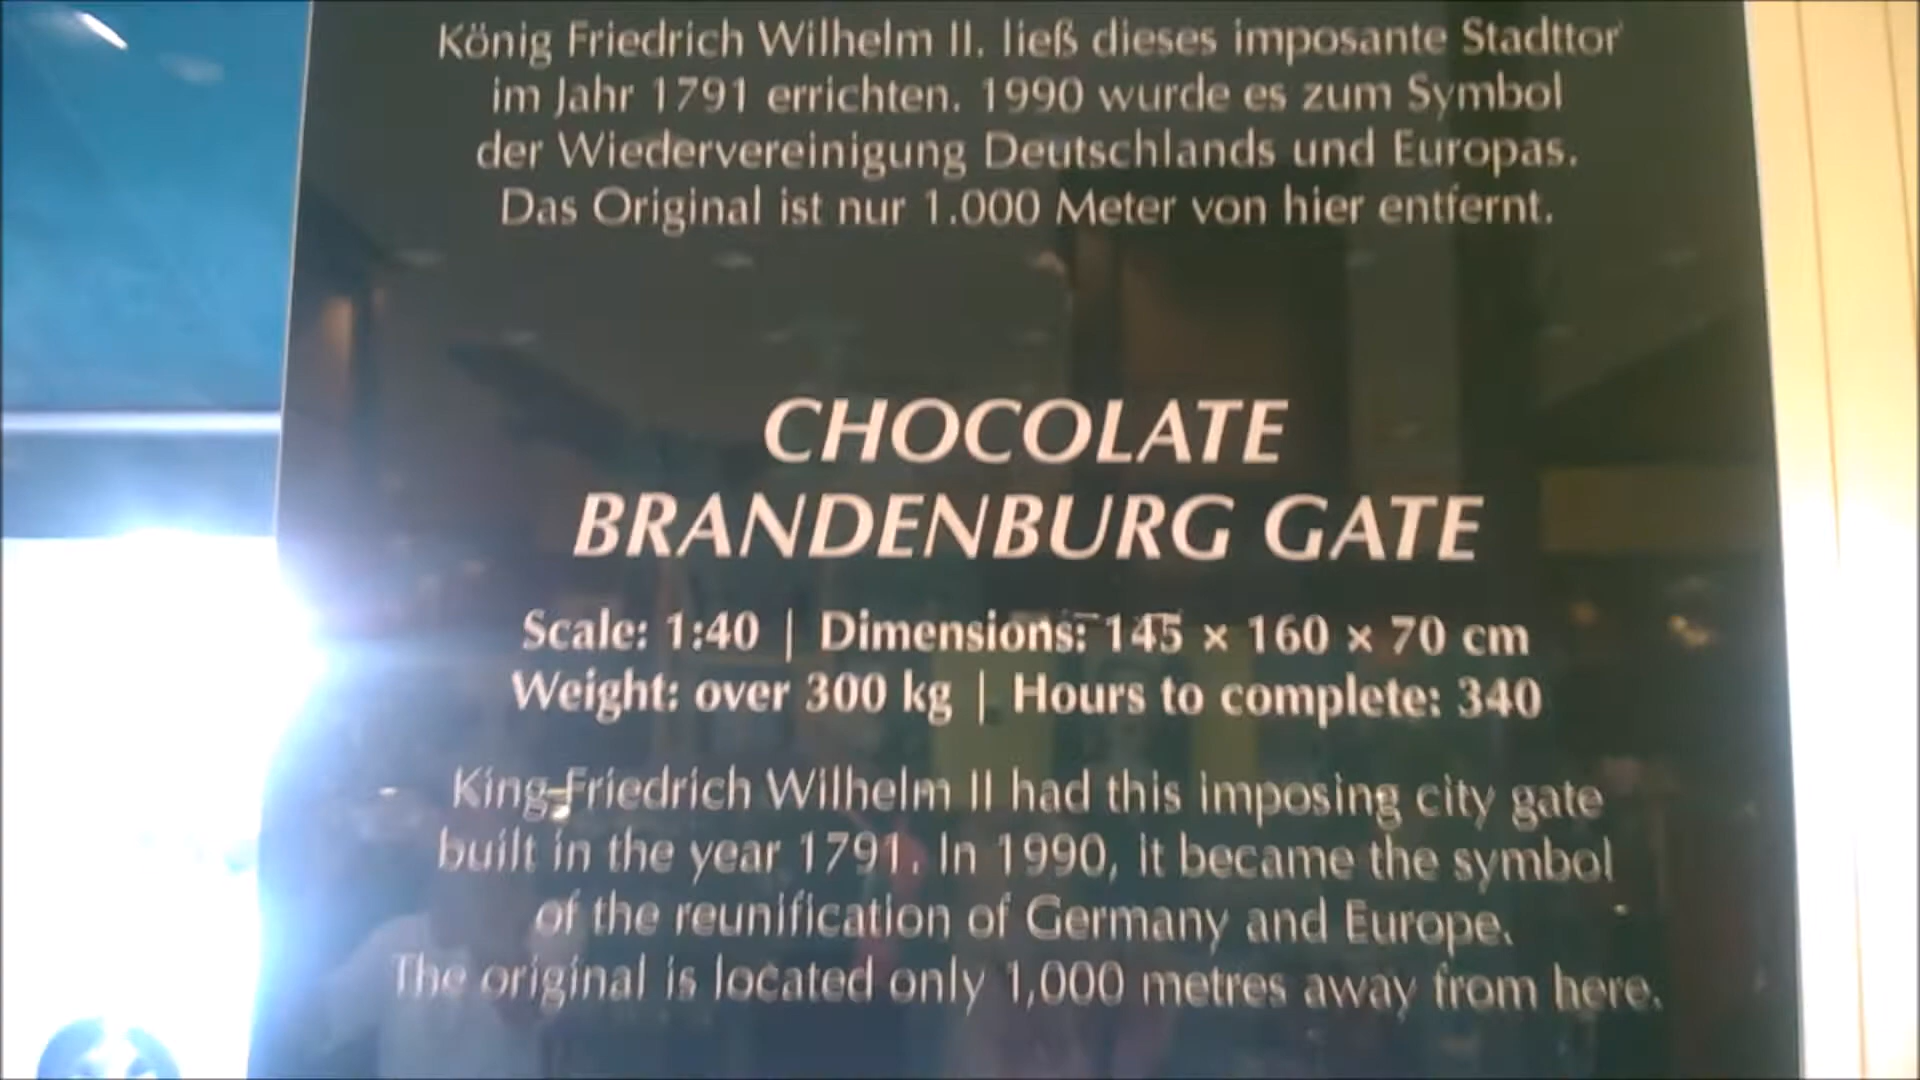 König Friedrich Wilhelm II. ließ dieses imposante Stadttor
im Jahr 1791 errichten. 1990 wurde es zum Symbol
der Wiedervereinigung Deutschlands und Europas.
Das Original ist nur 1.000 Meter von hier entfernt.
CHOCOLATE
BRANDENBURG GATE
Scale: 1:40 | Dimensions: 145 × 160 × 70 cm
Weight: over 300 kg | Hours to complete: 340
King Friedrich Wilhelm II had this imposing city gate
built in the year 1791. In 1990, it became the symbol
of the reunification of Germany and Europe.
The original is located only 1,000 metres away from here.